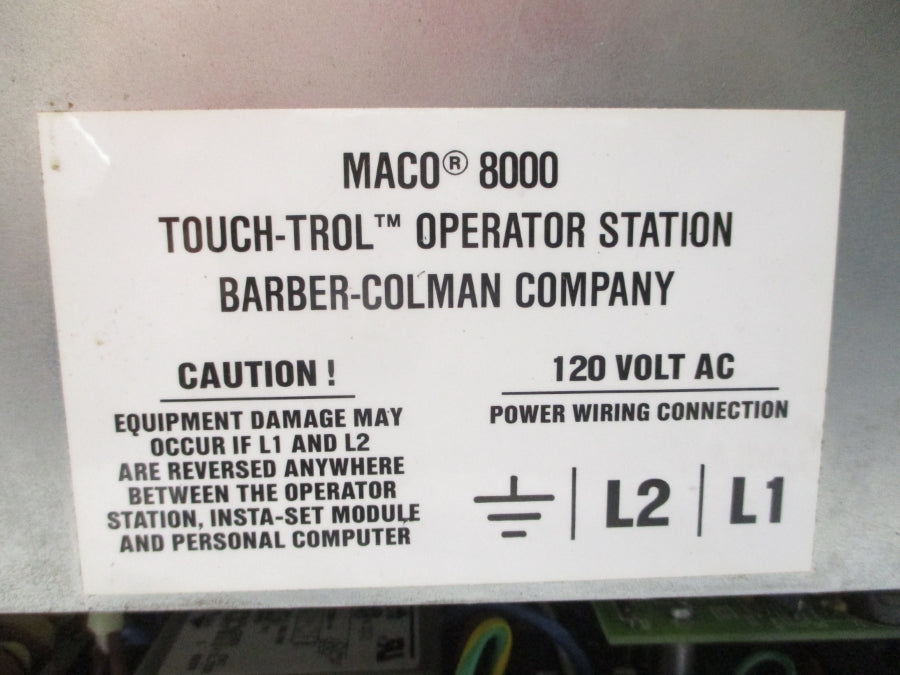 MACO® 8000
TOUCH-TROL™ OPERATOR STATION
BARBER-COLMAN COMPANY
CAUTION !
EQUIPMENT DAMAGE MAY
OCCUR IF L1 AND L2
ARE REVERSED ANYWHERE
BETWEEN THE OPERATOR
STATION, INSTA-SET MODULE
AND PERSONAL COMPUTER
120 VOLT AC
POWER WIRING CONNECTION
L2 L1